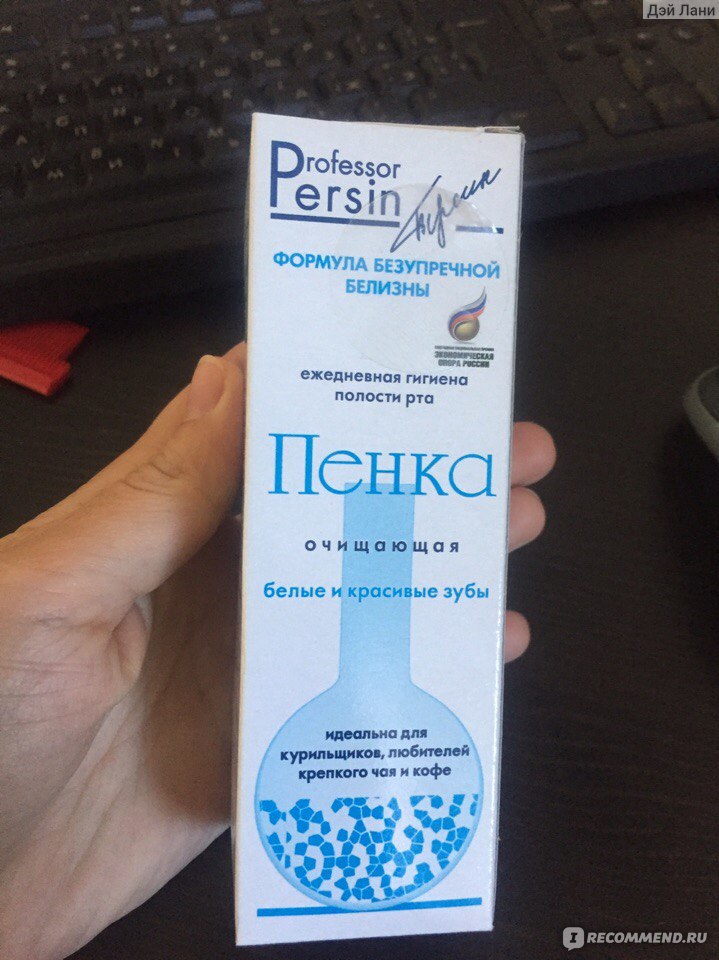 Дэй Лани
Professor
Persin
ФОРМУЛА БЕЗУПРЕЧНОЙ
БЕЛИЗНЫ
ЭКОНОМИЧЕСКАЯ
ОПОРА РОССИИ
ежедневная гигиена
полости рта
Пенка
очищающая
белые и красивые зубы
идеальна для
курильщиков, любителей
крепкого чая и кофе
IRECOMMEND.RU